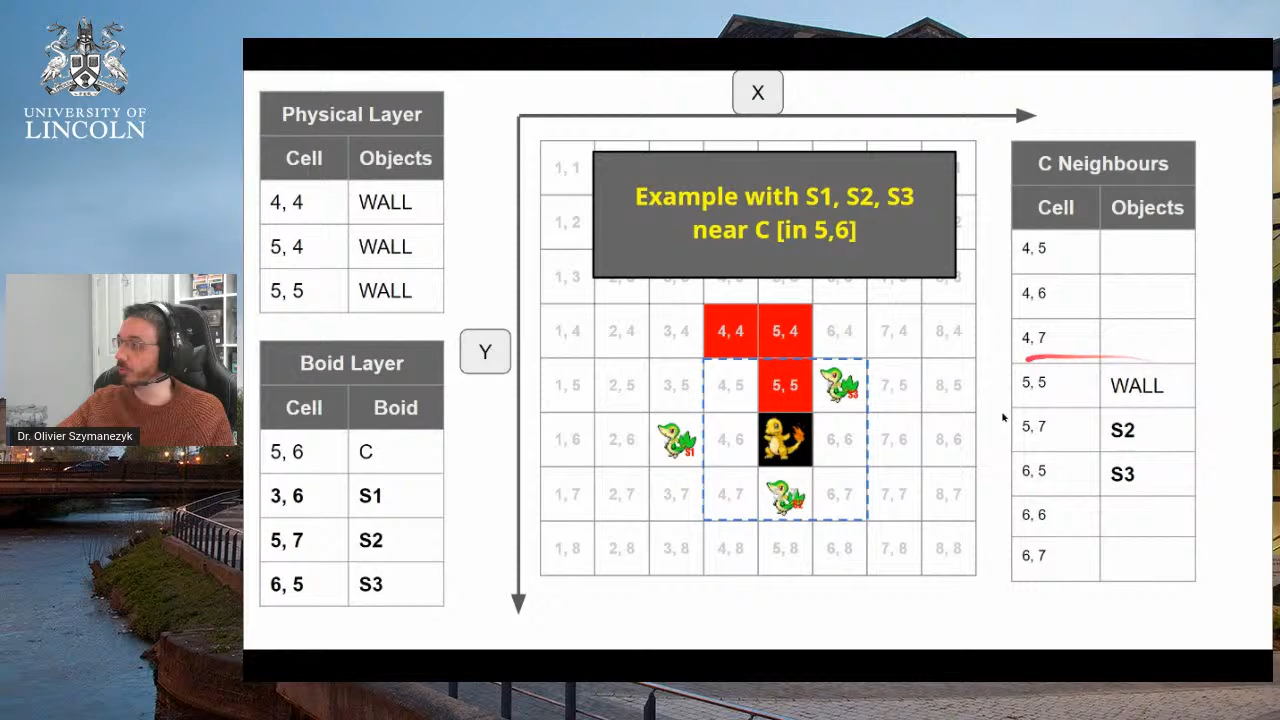 UNIVERSITY OF
LINCOLN
Dr. Olivier Szymanezyk
Physical Layer
Cell Objects
4, 4 WALL
5, 4 WALL
5, 5 WALL
Boid Layer
Cell Boid
5, 6 C
3, 6 S1
5, 7 S2
6, 5 S3
X
Y
Example with S1, S2, S3
near C [in 5,6]
1, 1
1, 2
1, 3
1, 4 2, 4 3, 4 4, 4 5, 4 6, 4 7, 4 8, 4
1, 5 2, 5 3, 5 4, 5 5, 5 S3 7, 5 8, 5
1, 6 2, 6 S1 4, 6 6, 6 7, 6 8, 6
1, 7 2, 7 3, 7 4, 7 6, 7 7, 7 8, 7
1, 8 2, 8 3, 8 4, 8 5, 8 6, 8 7, 8 8, 8
C Neighbours
Cell Objects
4, 5
4, 6
4, 7
5, 5 WALL
5, 7 S2
6, 5 S3
6, 6
6, 7